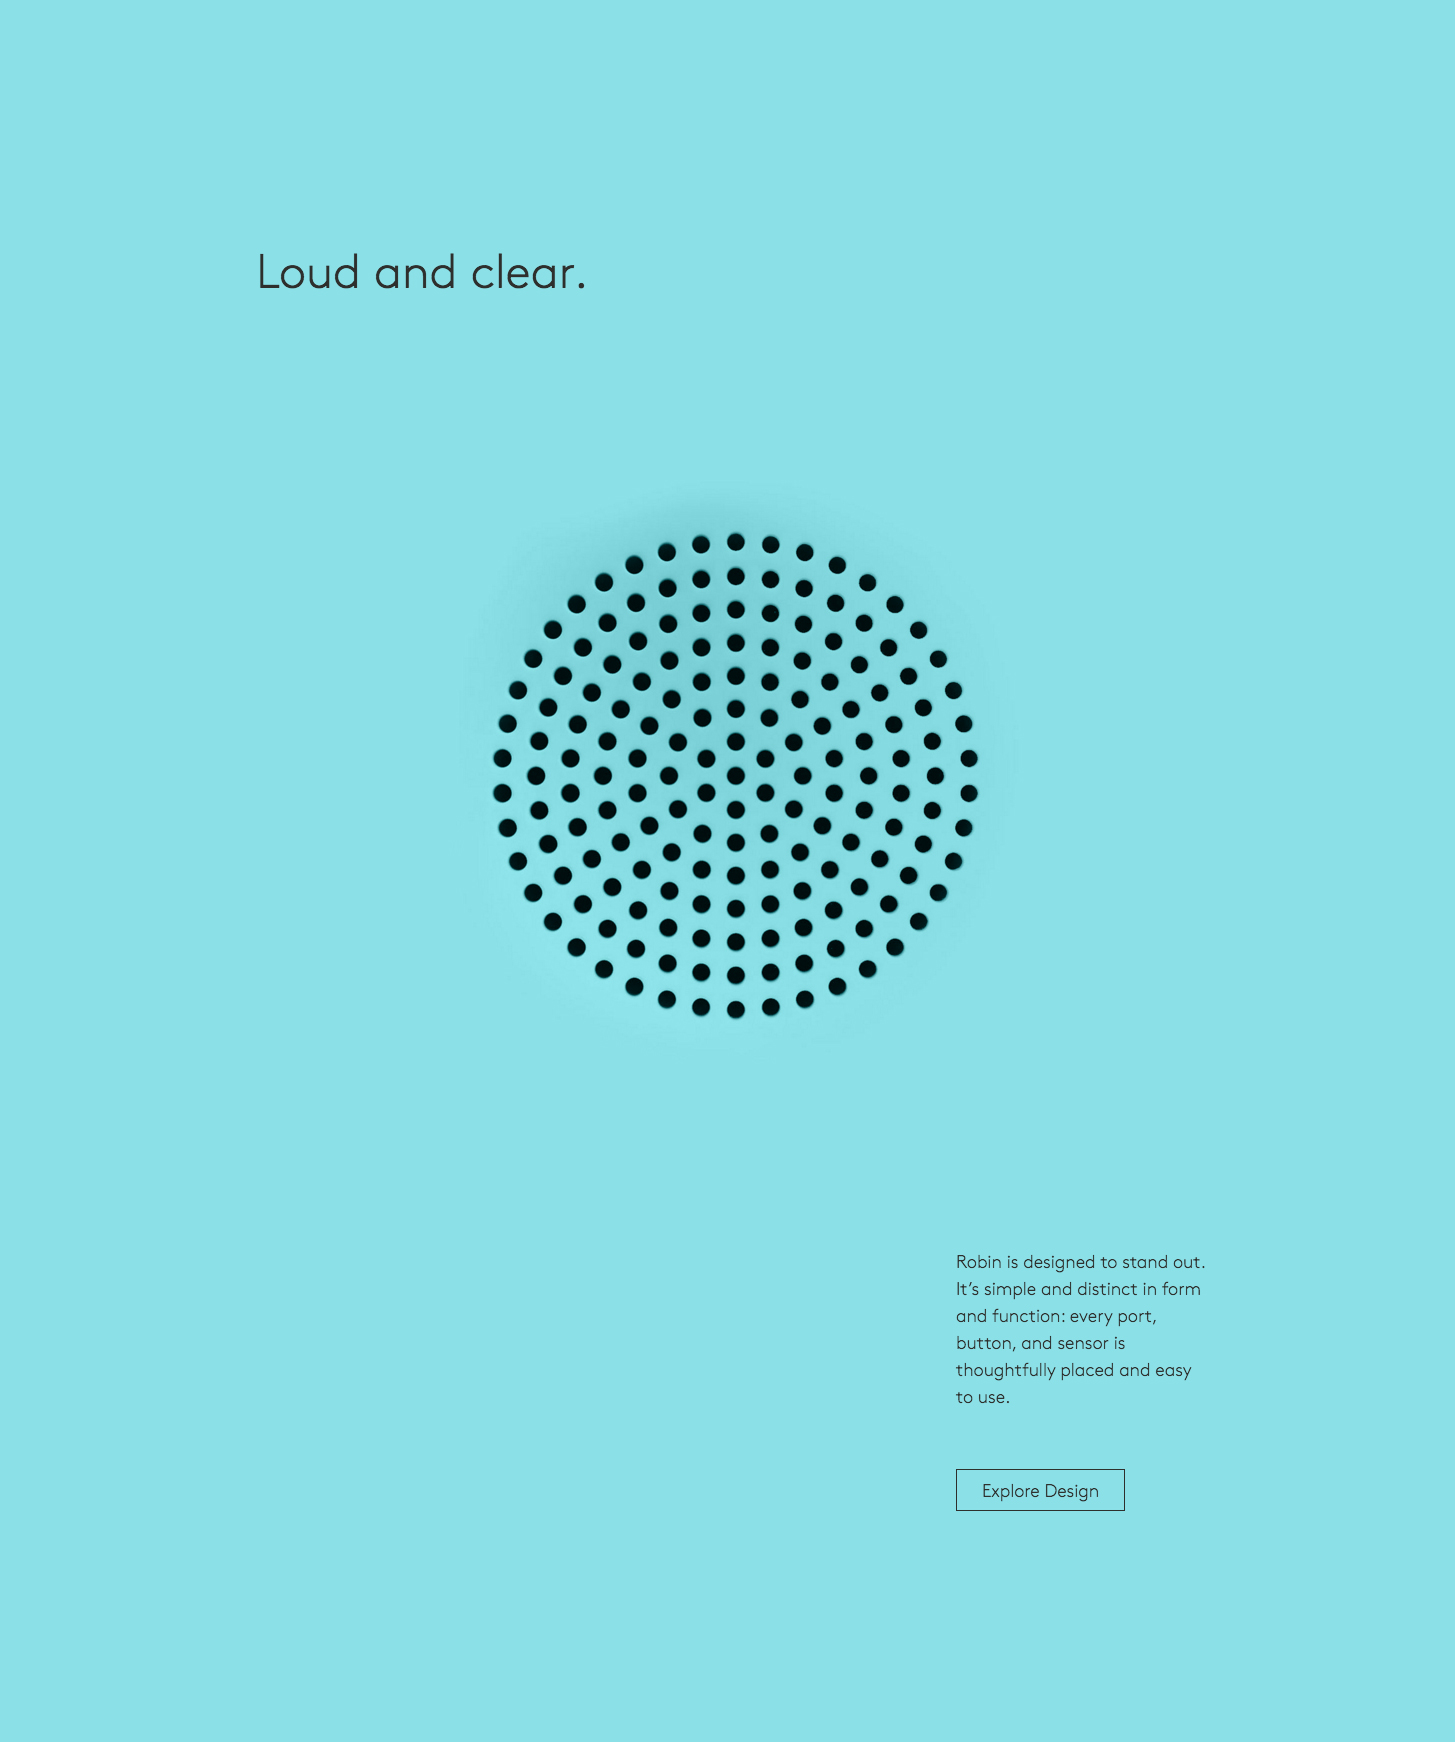 Loud and clear.
Robin is designed to stand out.
It’s simple and distinct in form
and function: every port,
button, and sensor is
thoughtfully placed and easy
to use.
Explore Design